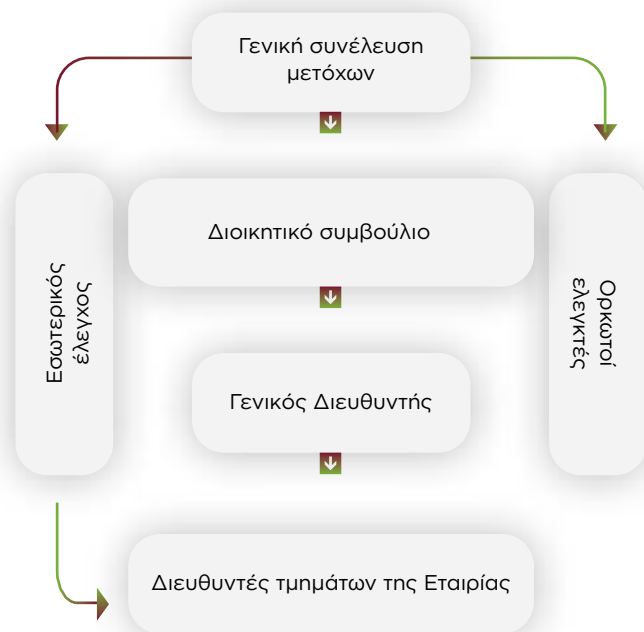 Γενική συνέλευση
μετόχων
Διοικητικό συμβούλιο
Εσωτερικός
έλεγχος
Ορκωτοί
ελεγκτές
Γενικός Διευθυντής
Διευθυντές τμημάτων της Εταιρίας